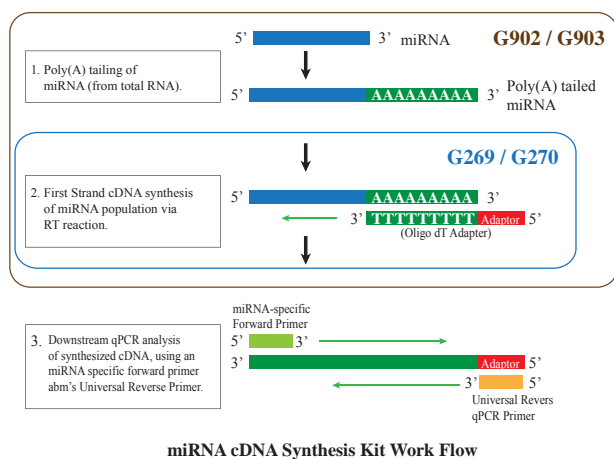 G902 / G903
5’ 3’ miRNA
1. Poly(A) tailing of
miRNA (from total RNA).
5’ AAAAAAAAA 3’ Poly(A) tailed
miRNA
G269 / G270
2. First Strand cDNA synthesis
of miRNA population via
RT reaction.
5’ AAAAAAAAA 3’
3’ TTTTTTTTT Adaptor 5’
(Oligo dT Adapter)
miRNA-specific
Forward Primer
3’
3. Downstream qPCR analysis
of synthesized cDNA, using an
miRNA specific forward primer
abm’s Universal Reverse Primer.
3’ Adaptor 5’
3’ 5’
Universal Revers
qPCR Primer
miRNA cDNA Synthesis Kit Work Flow